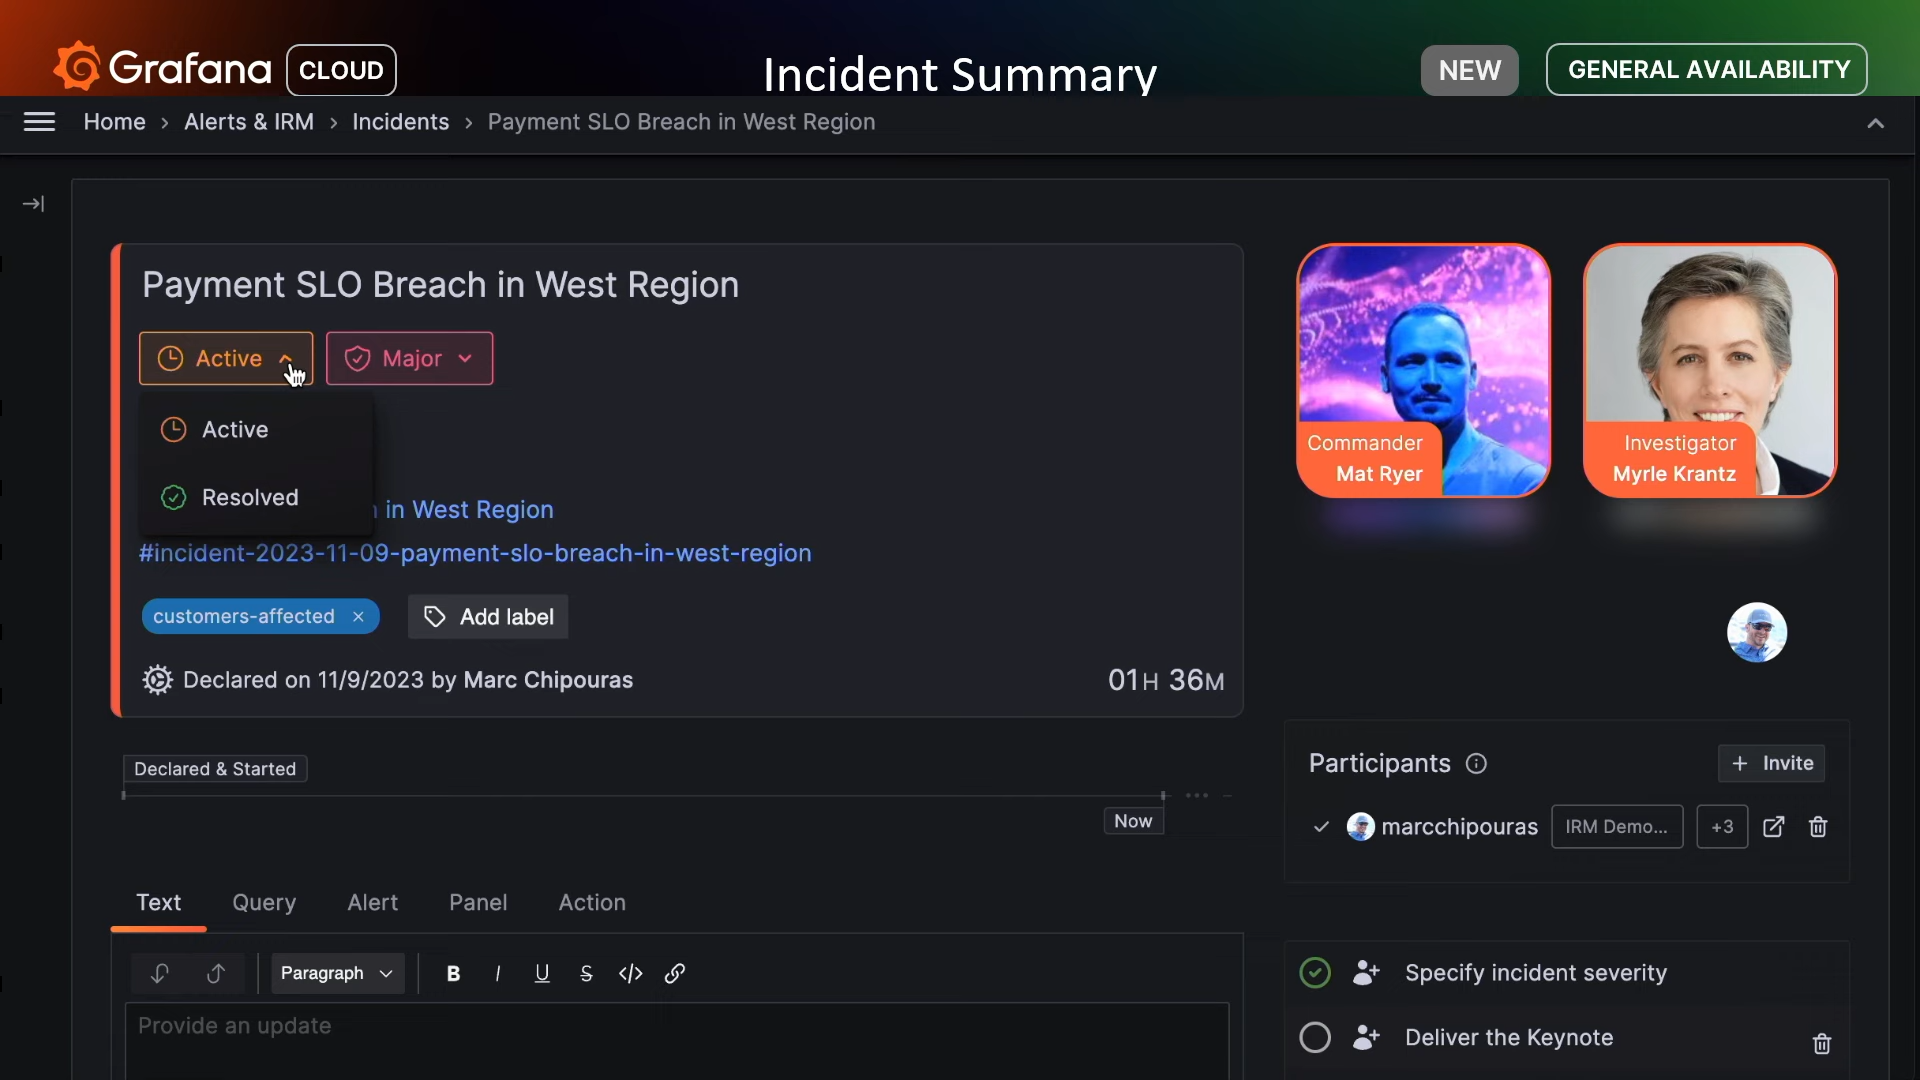 Grafana CLOUD
Incident Summary
NEW
GENERAL AVAILABILITY
Home › Alerts & IRM › Incidents › Payment SLO Breach in West Region
Payment SLO Breach in West Region
Active
Major
Active
Resolved
in West Region
#incident-2023-11-09-payment-slo-breach-in-west-region
customers-affected ×
Add label
Declared on 11/9/2023 by Marc Chipouras
01H 36M
Commander
Mat Ryer
Investigator
Myrle Krantz
Declared & Started
Now
Participants
+ Invite
marcchipouras
IRM Demo...
+3
Text
Query
Alert
Panel
Action
Paragraph
B I U S </>
Provide an update
Specify incident severity
Deliver the Keynote